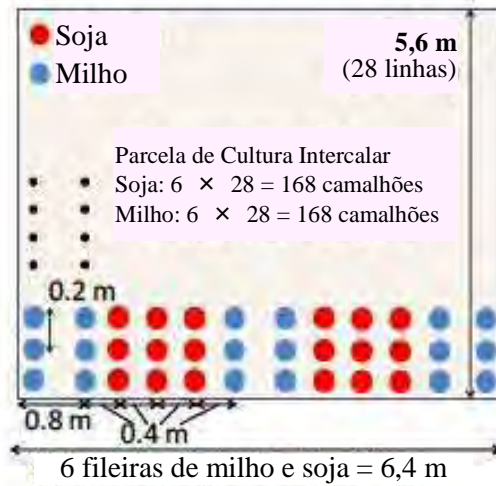 Soja
Milho
5,6 m
(28 linhas)
Parcela de Cultura Intercalar
Soja: 6 × 28 = 168 camalhões
Milho: 6 × 28 = 168 camalhões
0.2 m
0.8 m
0.4 m
6 fileiras de milho e soja = 6,4 m